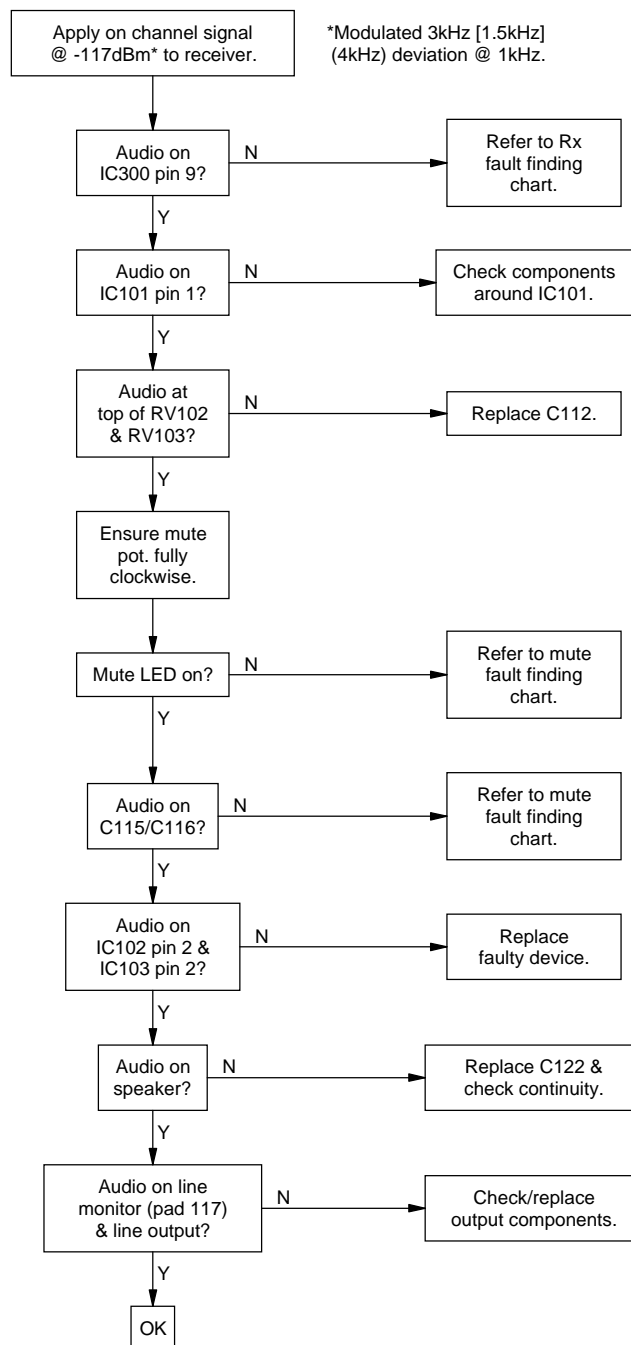 Apply on channel signal
@ -117dBm* to receiver.
*Modulated 3kHz [1.5kHz]
(4kHz) deviation @ 1kHz.
Audio on
IC300 pin 9?
N
Refer to Rx
fault finding
chart.
Y
Audio on
IC101 pin 1?
N
Check components
around IC101.
Y
Audio at
top of RV102
& RV103?
N
Replace C112.
Y
Ensure mute
pot. fully
clockwise.
Mute LED on?
N
Refer to mute
fault finding
chart.
Y
Audio on
C115/C116?
N
Refer to mute
fault finding
chart.
Y
Audio on
IC102 pin 2 &
IC103 pin 2?
N
Replace
faulty device.
Y
Audio on
speaker?
N
Replace C122 &
check continuity.
Y
Audio on line
monitor (pad 117)
& line output?
N
Check/replace
output components.
Y
OK